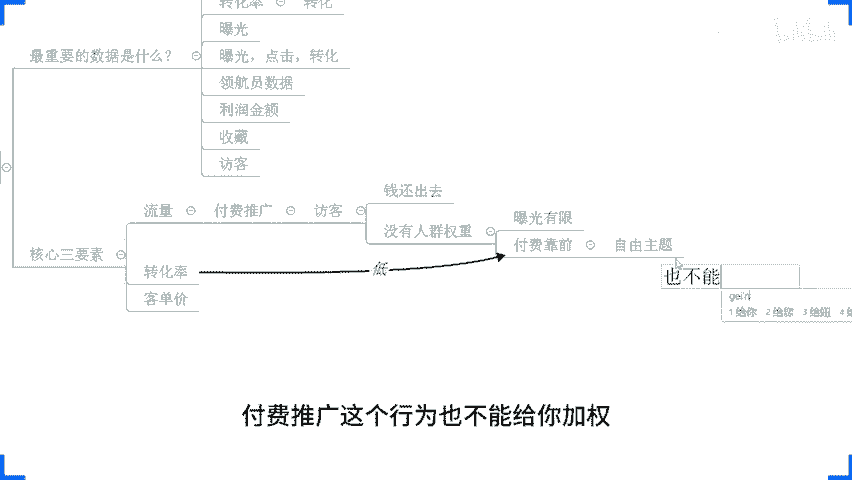 转化率 转化
曝光
最重要的数据是什么？
曝光，点击，转化
领航员数据
利润金额
收藏
访客
钱还出去
流量 付费推广 访客
没有人群权重
曝光有限
付费靠前 自由主题
核心三要素
转化率
低
客单价
也不能
gei'n
1 给你 2 给您 3 给妞 4 给
付费推广这个行为也不能给你加权